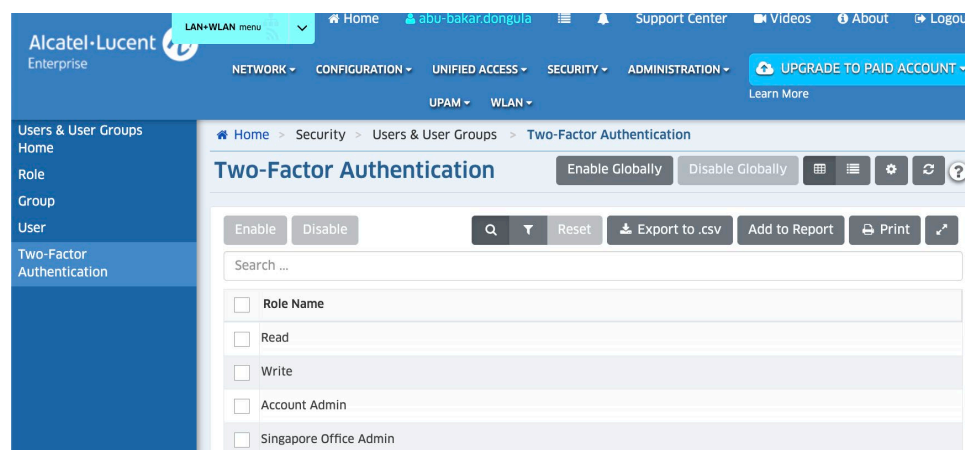 Alcatel·Lucent
Enterprise
LAN+WLAN menu
Home abu-bakar.dongula Support Center Videos About Logou
NETWORK CONFIGURATION UNIFIED ACCESS SECURITY ADMINISTRATION UPGRADE TO PAID ACCOUNT
Learn More
UPAM WLAN
Users & User Groups
Home
Role
Group
User
Two-Factor
Authentication
Home > Security > Users & User Groups > Two-Factor Authentication
Two-Factor Authentication Enable Globally Disable Globally ?
Enable Disable Reset Export to .csv Add to Report Print
Search ...
Role Name
Read
Write
Account Admin
Singapore Office Admin